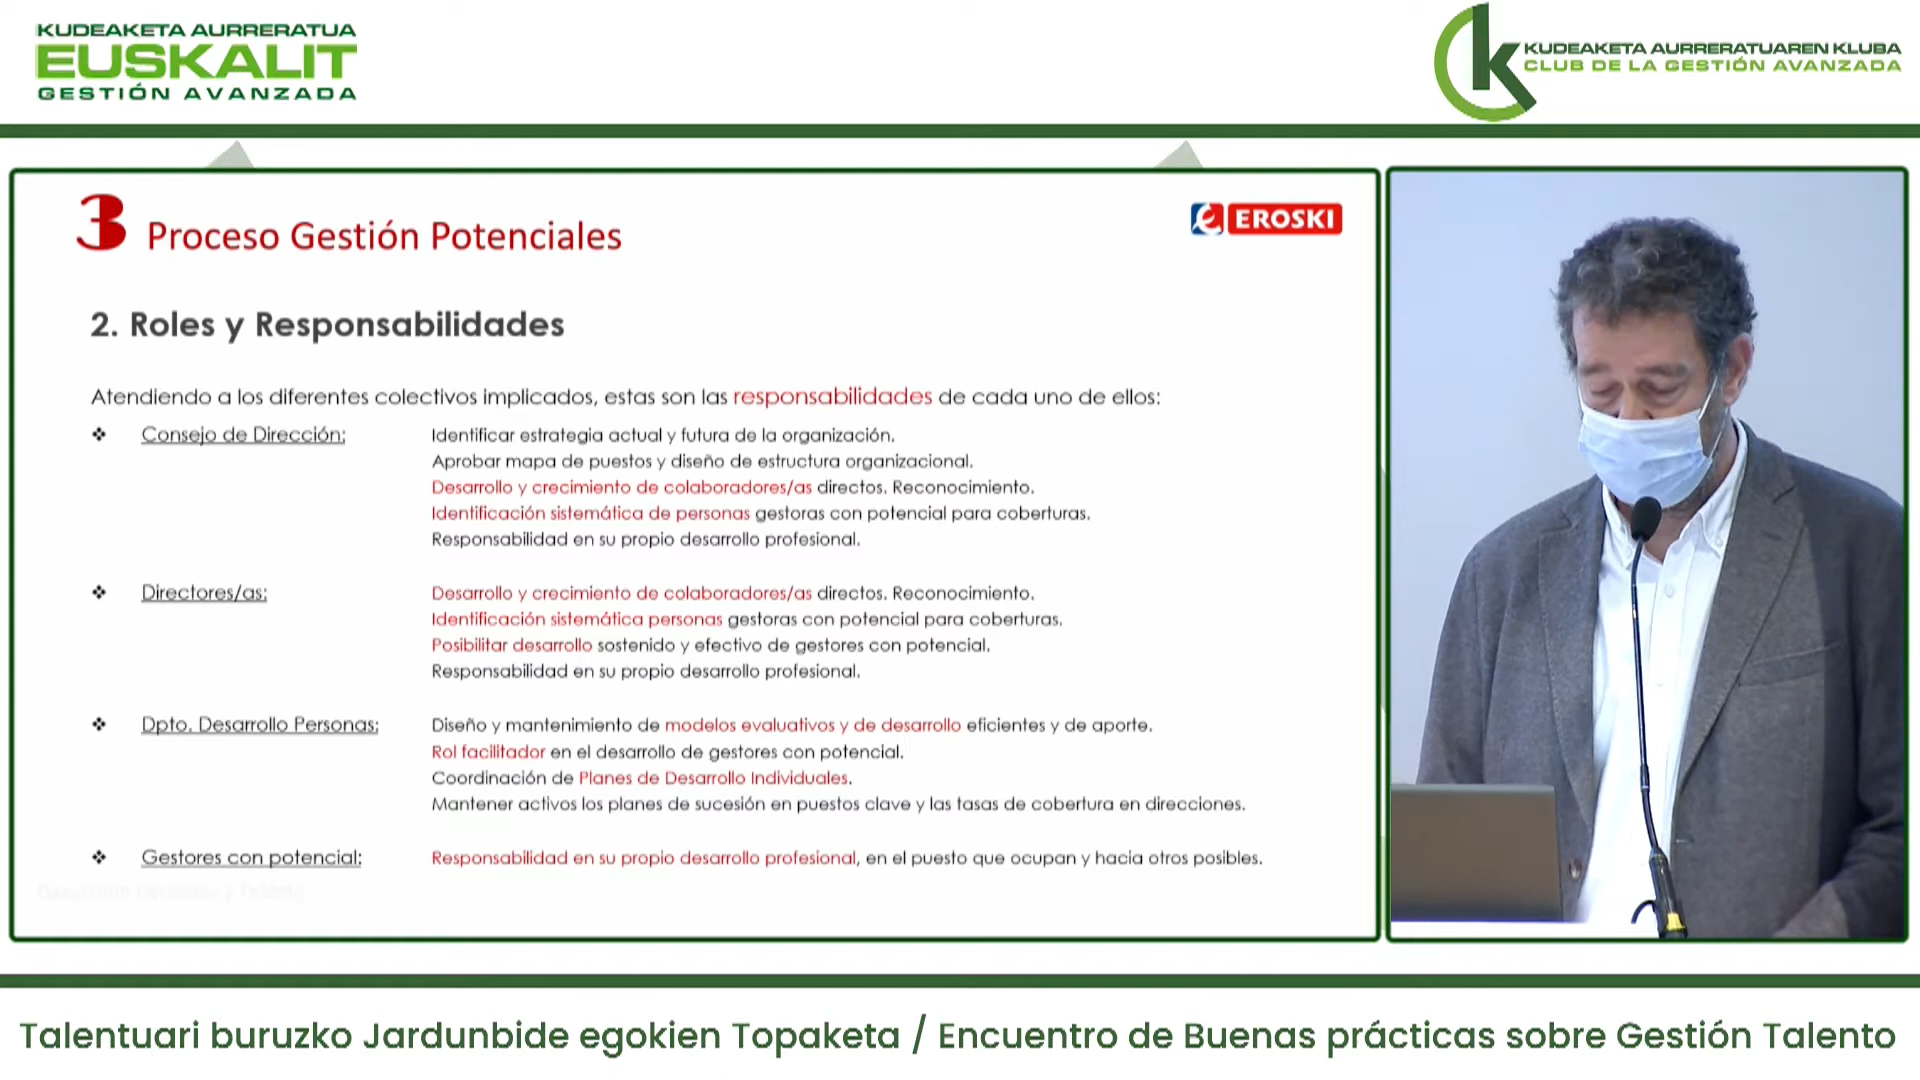 KUDEAKETA AURRERATUA
EUSKALIT
GESTIÓN AVANZADA
k
KUDEAKETA AURRERATUAREN KLUBA
CLUB DE LA GESTIÓN AVANZADA
3 Proceso Gestión Potenciales
EROSKI
2. Roles y Responsabilidades
Atendiendo a los diferentes colectivos implicados, estas son las responsabilidades de cada uno de ellos:
❖ Consejo de Dirección: Identificar estrategia actual y futura de la organización.
Aprobar mapa de puestos y diseño de estructura organizacional.
Desarrollo y crecimiento de colaboradores/as directos. Reconocimiento.
Identificación sistemática de personas gestoras con potencial para coberturas.
Responsabilidad en su propio desarrollo profesional.
❖ Directores/as: Desarrollo y crecimiento de colaboradores/as directos. Reconocimiento.
Identificación sistemática personas gestoras con potencial para coberturas.
Posibilitar desarrollo sostenido y efectivo de gestores con potencial.
Responsabilidad en su propio desarrollo profesional.
❖ Dpto. Desarrollo Personas: Diseño y mantenimiento de modelos evaluativos y de desarrollo eficientes y de aporte.
Rol facilitador en el desarrollo de gestores con potencial.
Coordinación de Planes de Desarrollo Individuales.
Mantener activos los planes de sucesión en puestos clave y las tasas de cobertura en direcciones.
❖ Gestores con potencial: Responsabilidad en su propio desarrollo profesional, en el puesto que ocupan y hacia otros posibles.
Talentuari buruzko Jardunbide egokien Topaketa / Encuentro de Buenas prácticas sobre Gestión Talento